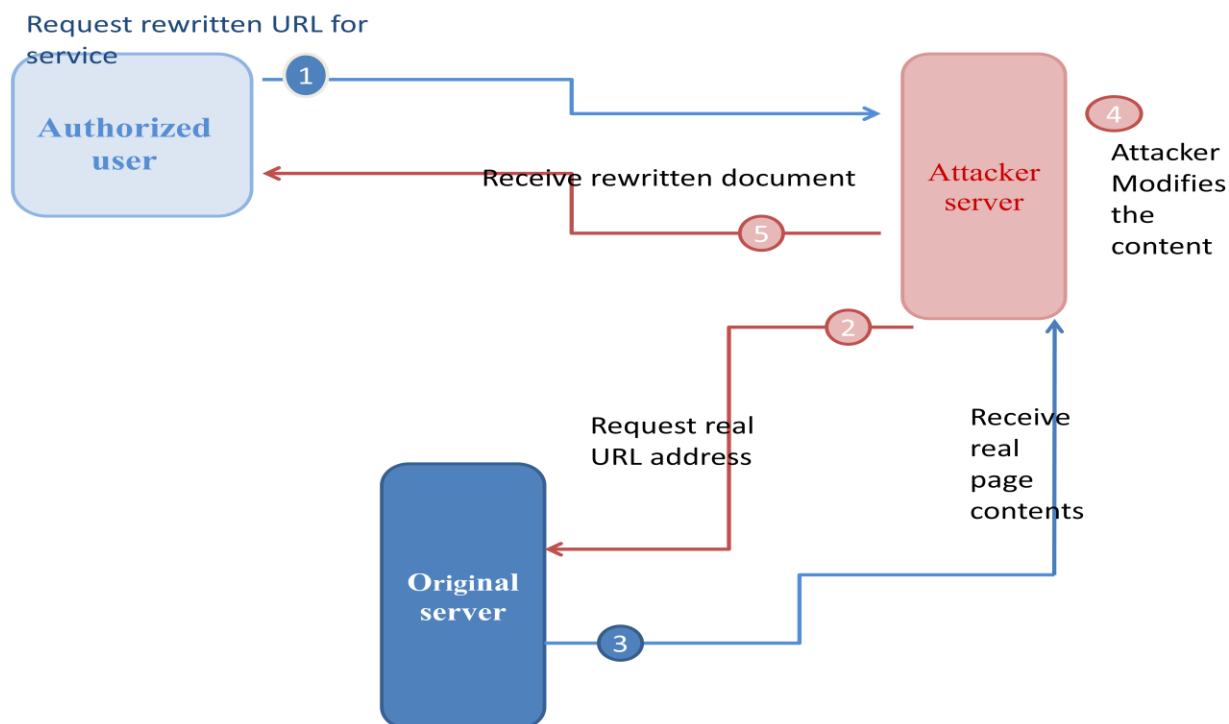 Request rewritten URL for
service
1
Authorized
user
4
Attacker
Modifies
the
content
Receive rewritten document
Attacker
server
5
2
Request real
URL address
Receive
real
page
contents
Original
server
3